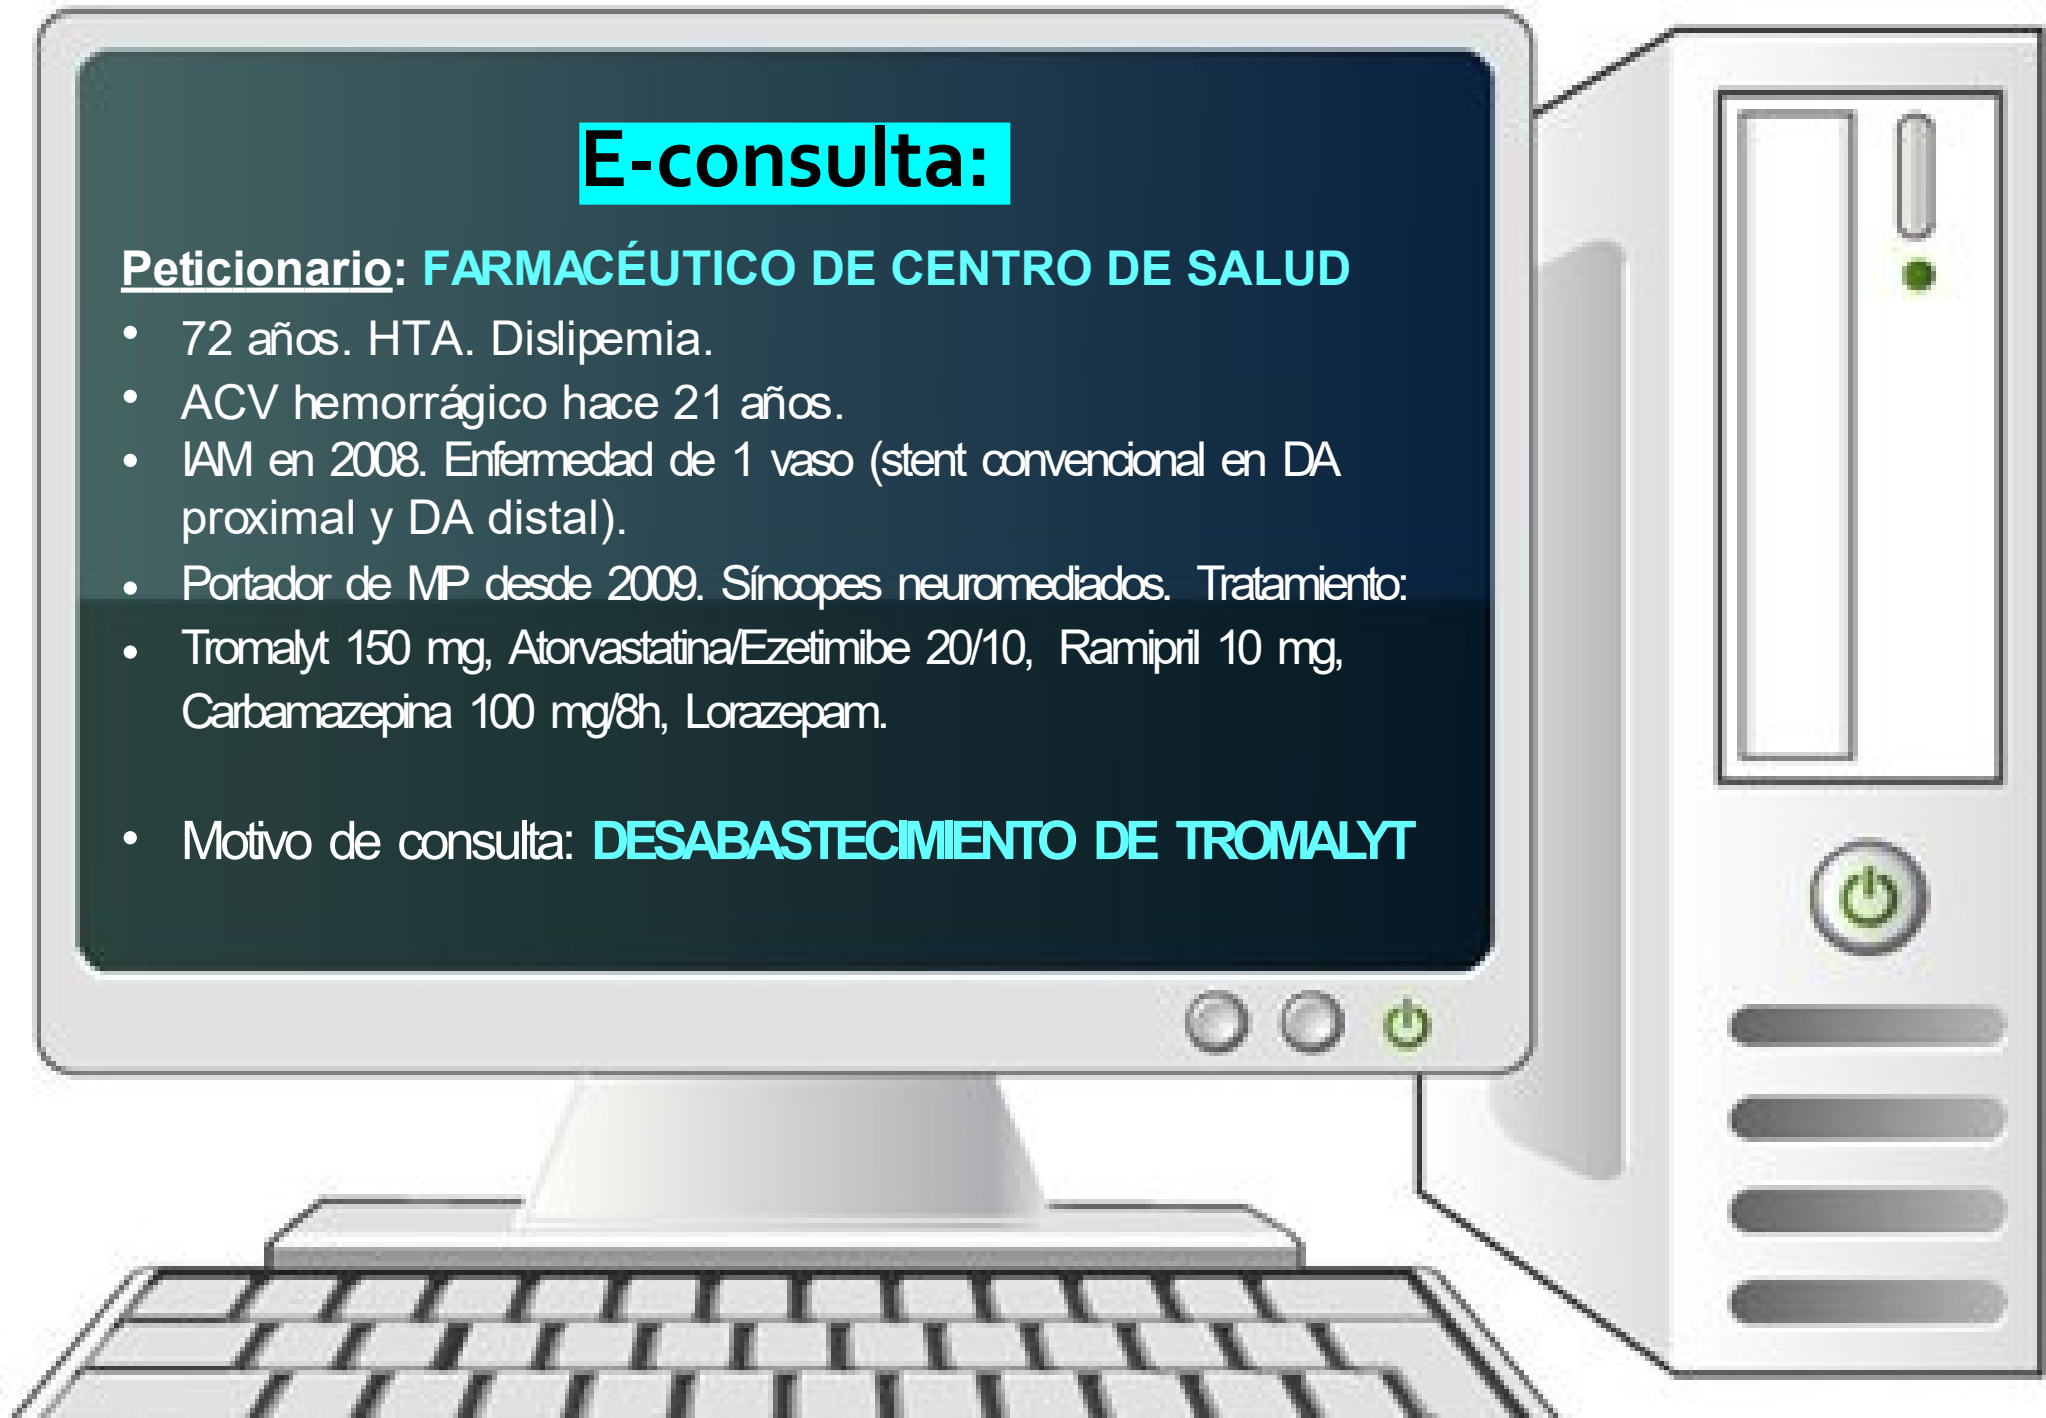 E-consulta:
Peticionario: FARMACÉUTICO DE CENTRO DE SALUD
• 72 años. HTA. Dislipemia.
• ACV hemorrágico hace 21 años.
• IAM en 2008. Enfermedad de 1 vaso (stent convencional en DA
proximal y DA distal).
• Portador de MP desde 2009. Síncopes neuromediados. Tratamiento:
• Tromalyt 150 mg, Atorvastatina/Ezetimibe 20/10, Ramipril 10 mg,
Carbamazepina 100 mg/8h, Lorazepam.
• Motivo de consulta: DESABASTECIMIENTO DE TROMALYT